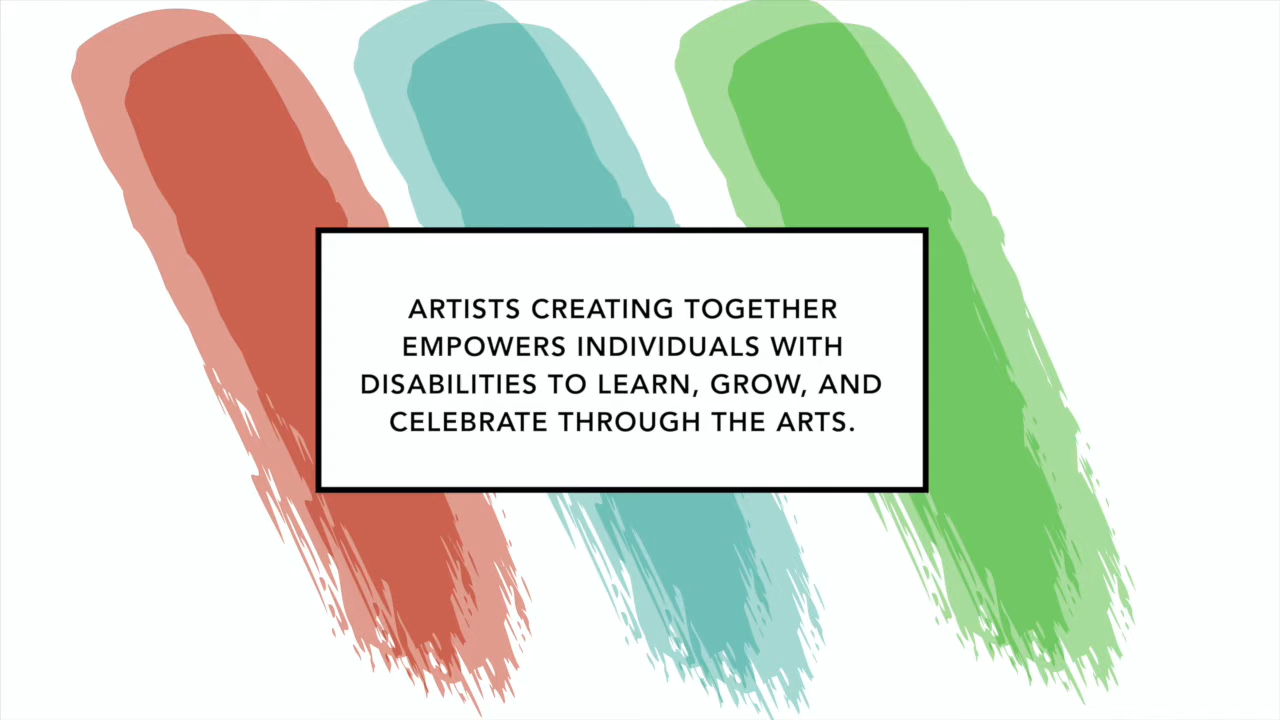 ARTISTS CREATING TOGETHER
EMPOWERS INDIVIDUALS WITH
DISABILITIES TO LEARN, GROW, AND
CELEBRATE THROUGH THE ARTS.